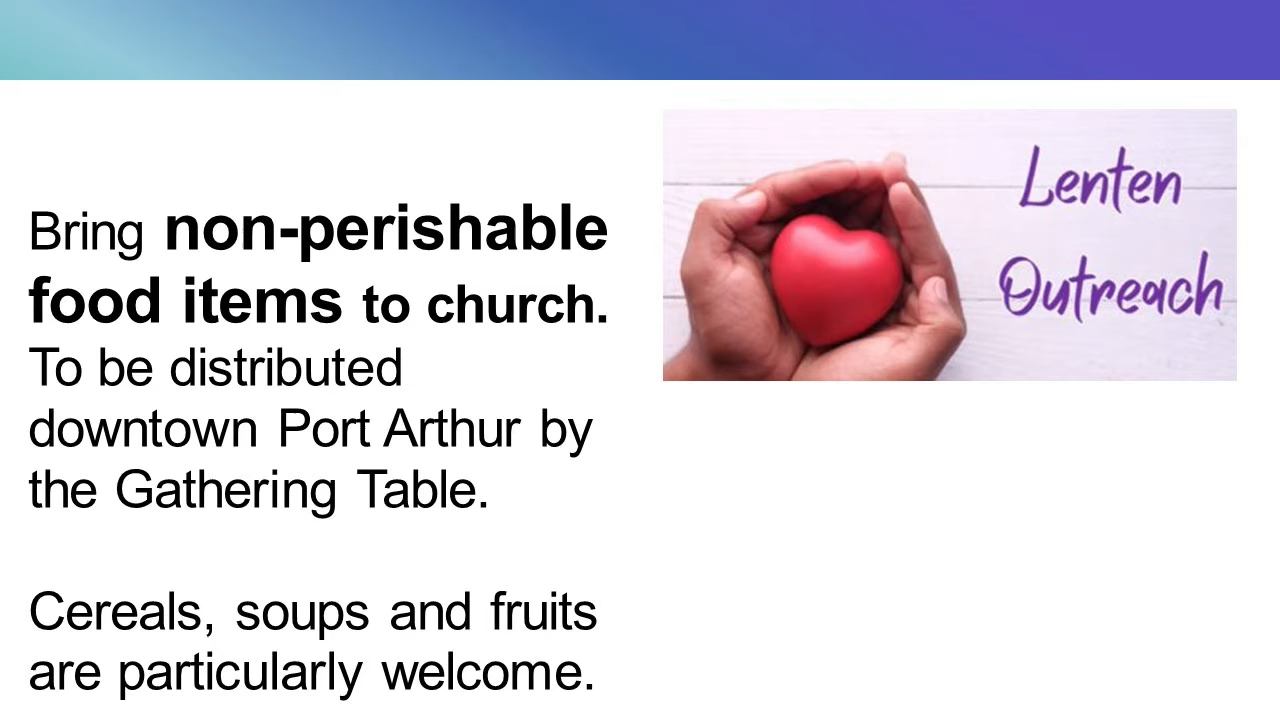 Bring non-perishable
food items to church.
To be distributed
downtown Port Arthur by
the Gathering Table.
Cereals, soups and fruits
are particularly welcome.
Lenten
Outreach